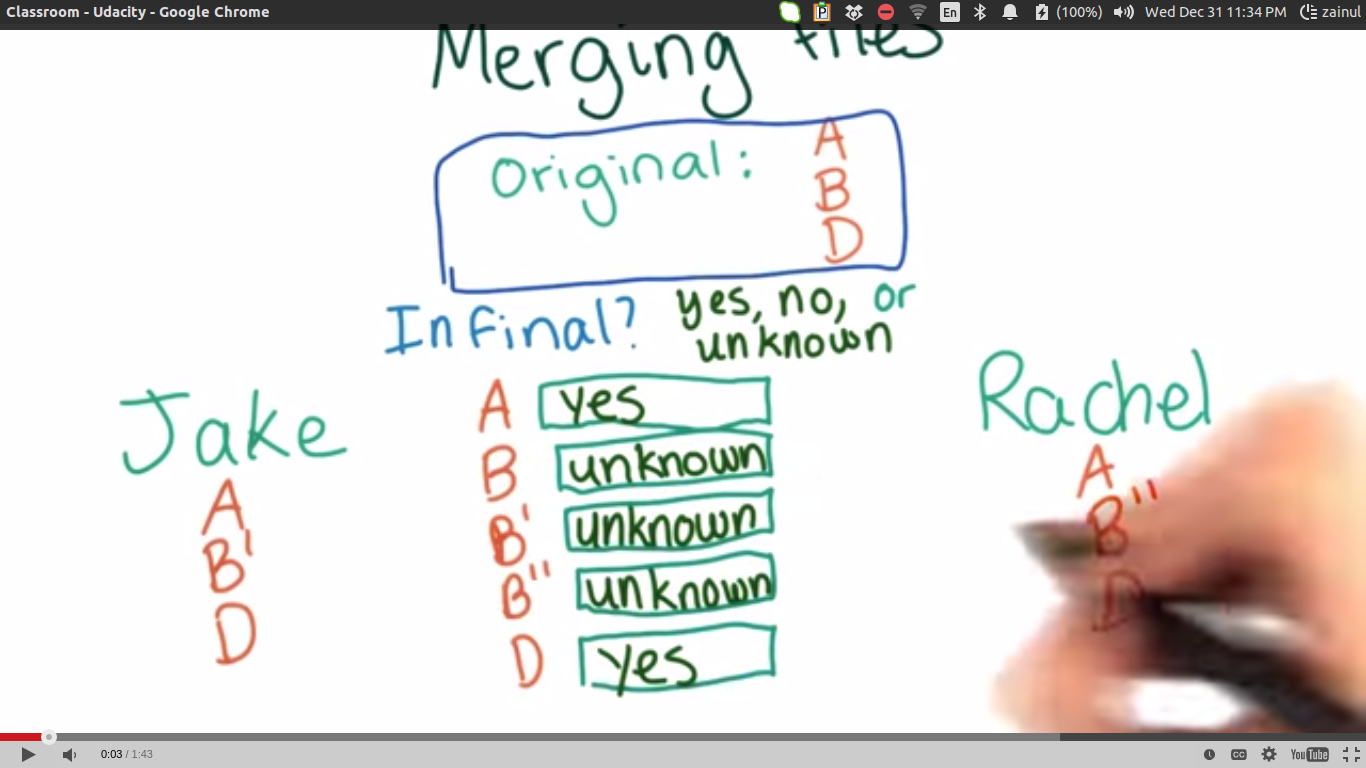 Classroom - Udacity - Google Chrome En (100%) Wed Dec 31 11:34 PM zainul
Merging files
Original: A
B
D
In final? yes, no, or
unknown
Jake
A
B'
D
A yes
B unknown
B' unknown
B'' unknown
D yes
Rachel
A
B''
D
0:03 / 1:43 CC YouTube